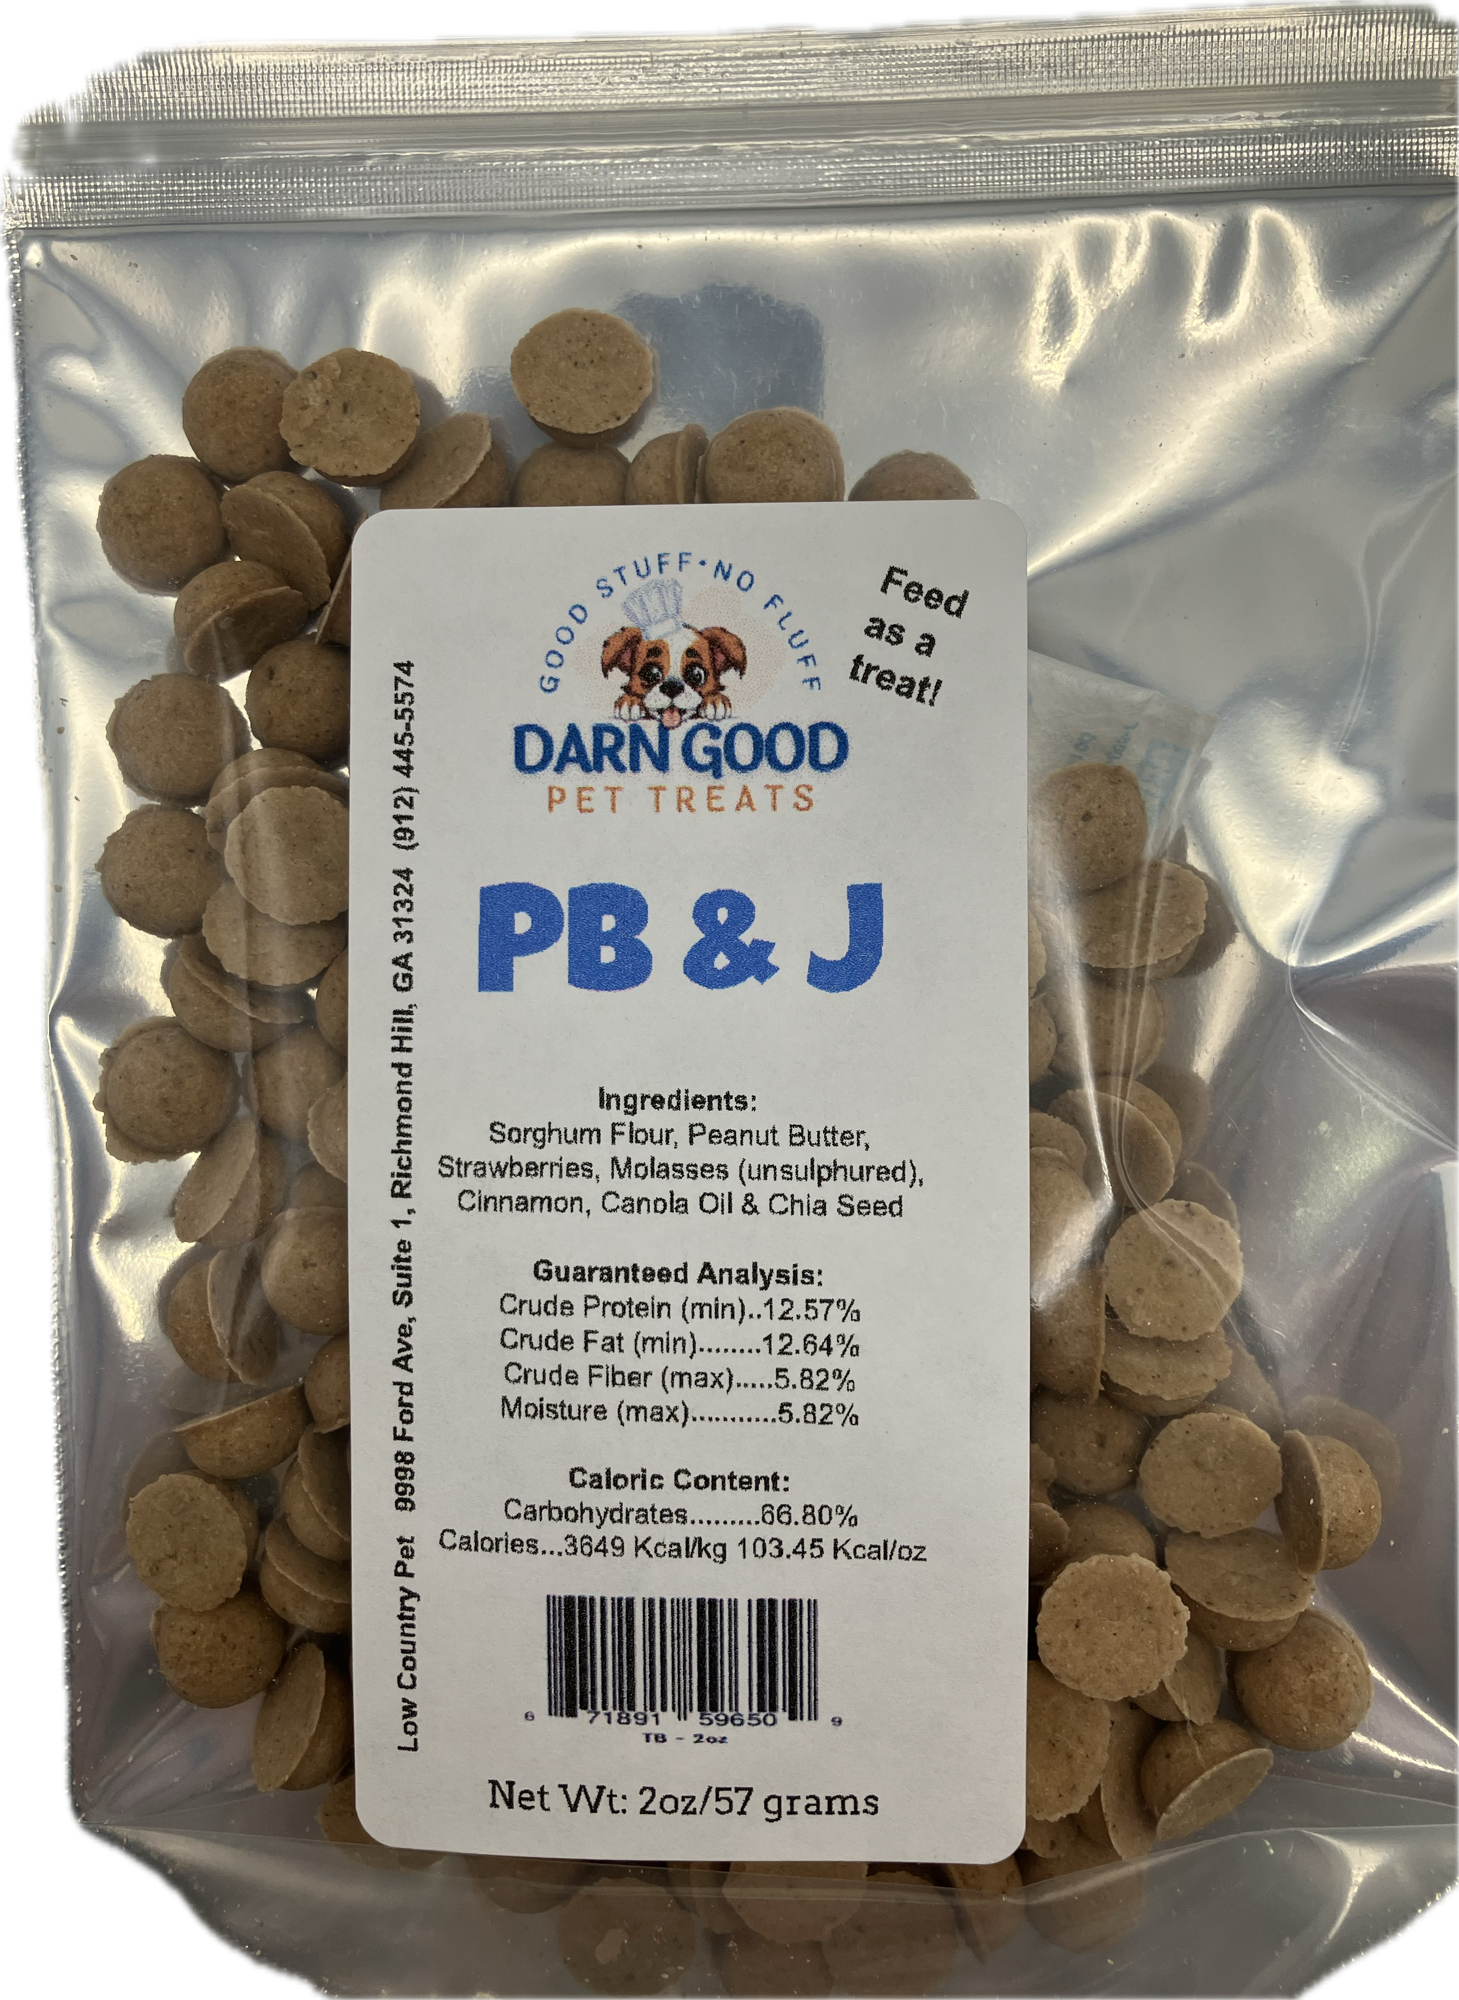 GOOD STUFF • NO FLUFF
DARN GOOD
PET TREATS
Feed
as a
treat!
PB & J
Ingredients:
Sorghum Flour, Peanut Butter,
Strawberries, Molasses (unsulphured),
Cinnamon, Canola Oil & Chia Seed
Guaranteed Analysis:
Crude Protein (min)..12.57%
Crude Fat (min)........12.64%
Crude Fiber (max).....5.82%
Moisture (max)...........5.82%
Caloric Content:
Carbohydrates.........66.80%
Calories...3649 Kcal/kg 103.45 Kcal/oz
6 71891 59650 9
TB - 2oz
Net Wt: 2oz/57 grams
Low Country Pet 9998 Ford Ave, Suite 1, Richmond Hill, GA 31324 (912) 445-5574